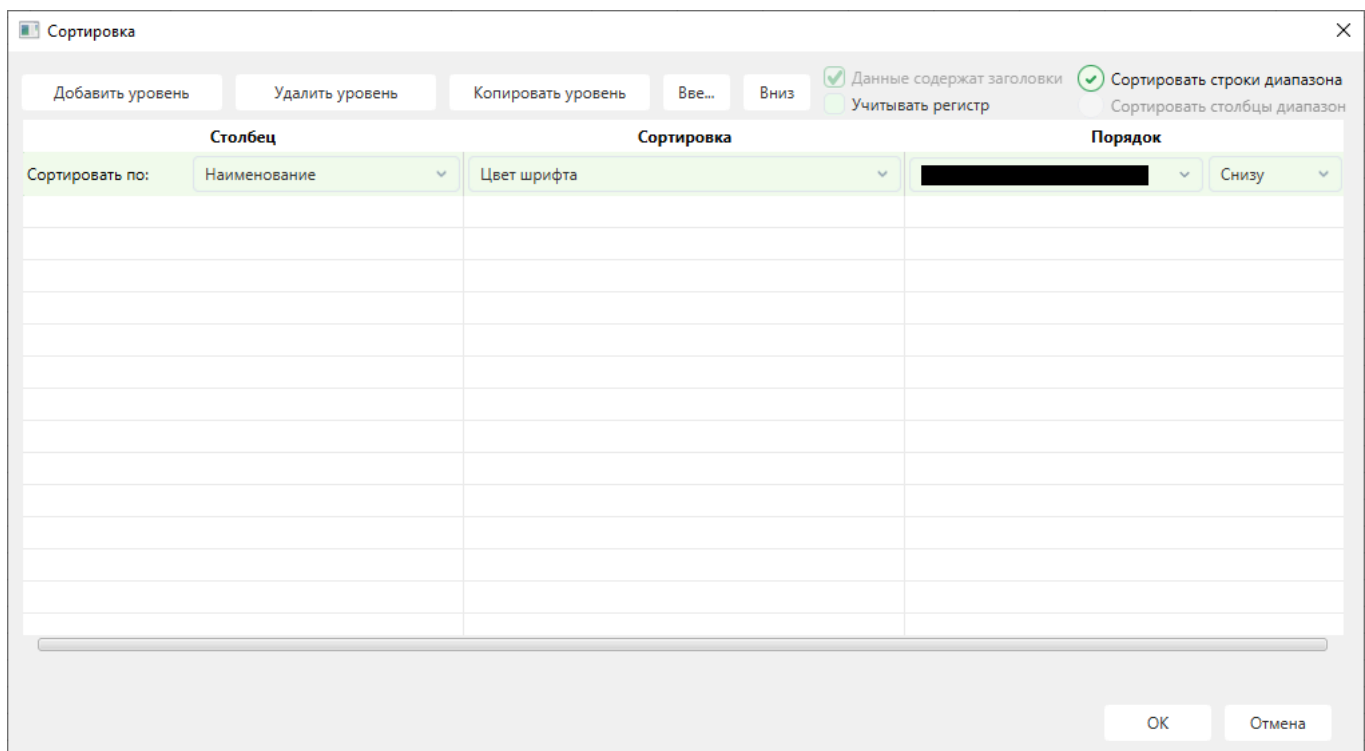 Сортировка
Добавить уровень Удалить уровень Копировать уровень Вве... Вниз
Данные содержат заголовки
Учитывать регистр
Сортировать строки диапазона
Сортировать столбцы диапазон
Столбец Сортировка Порядок
Сортировать по: Наименование Цвет шрифта Снизу
OK Отмена